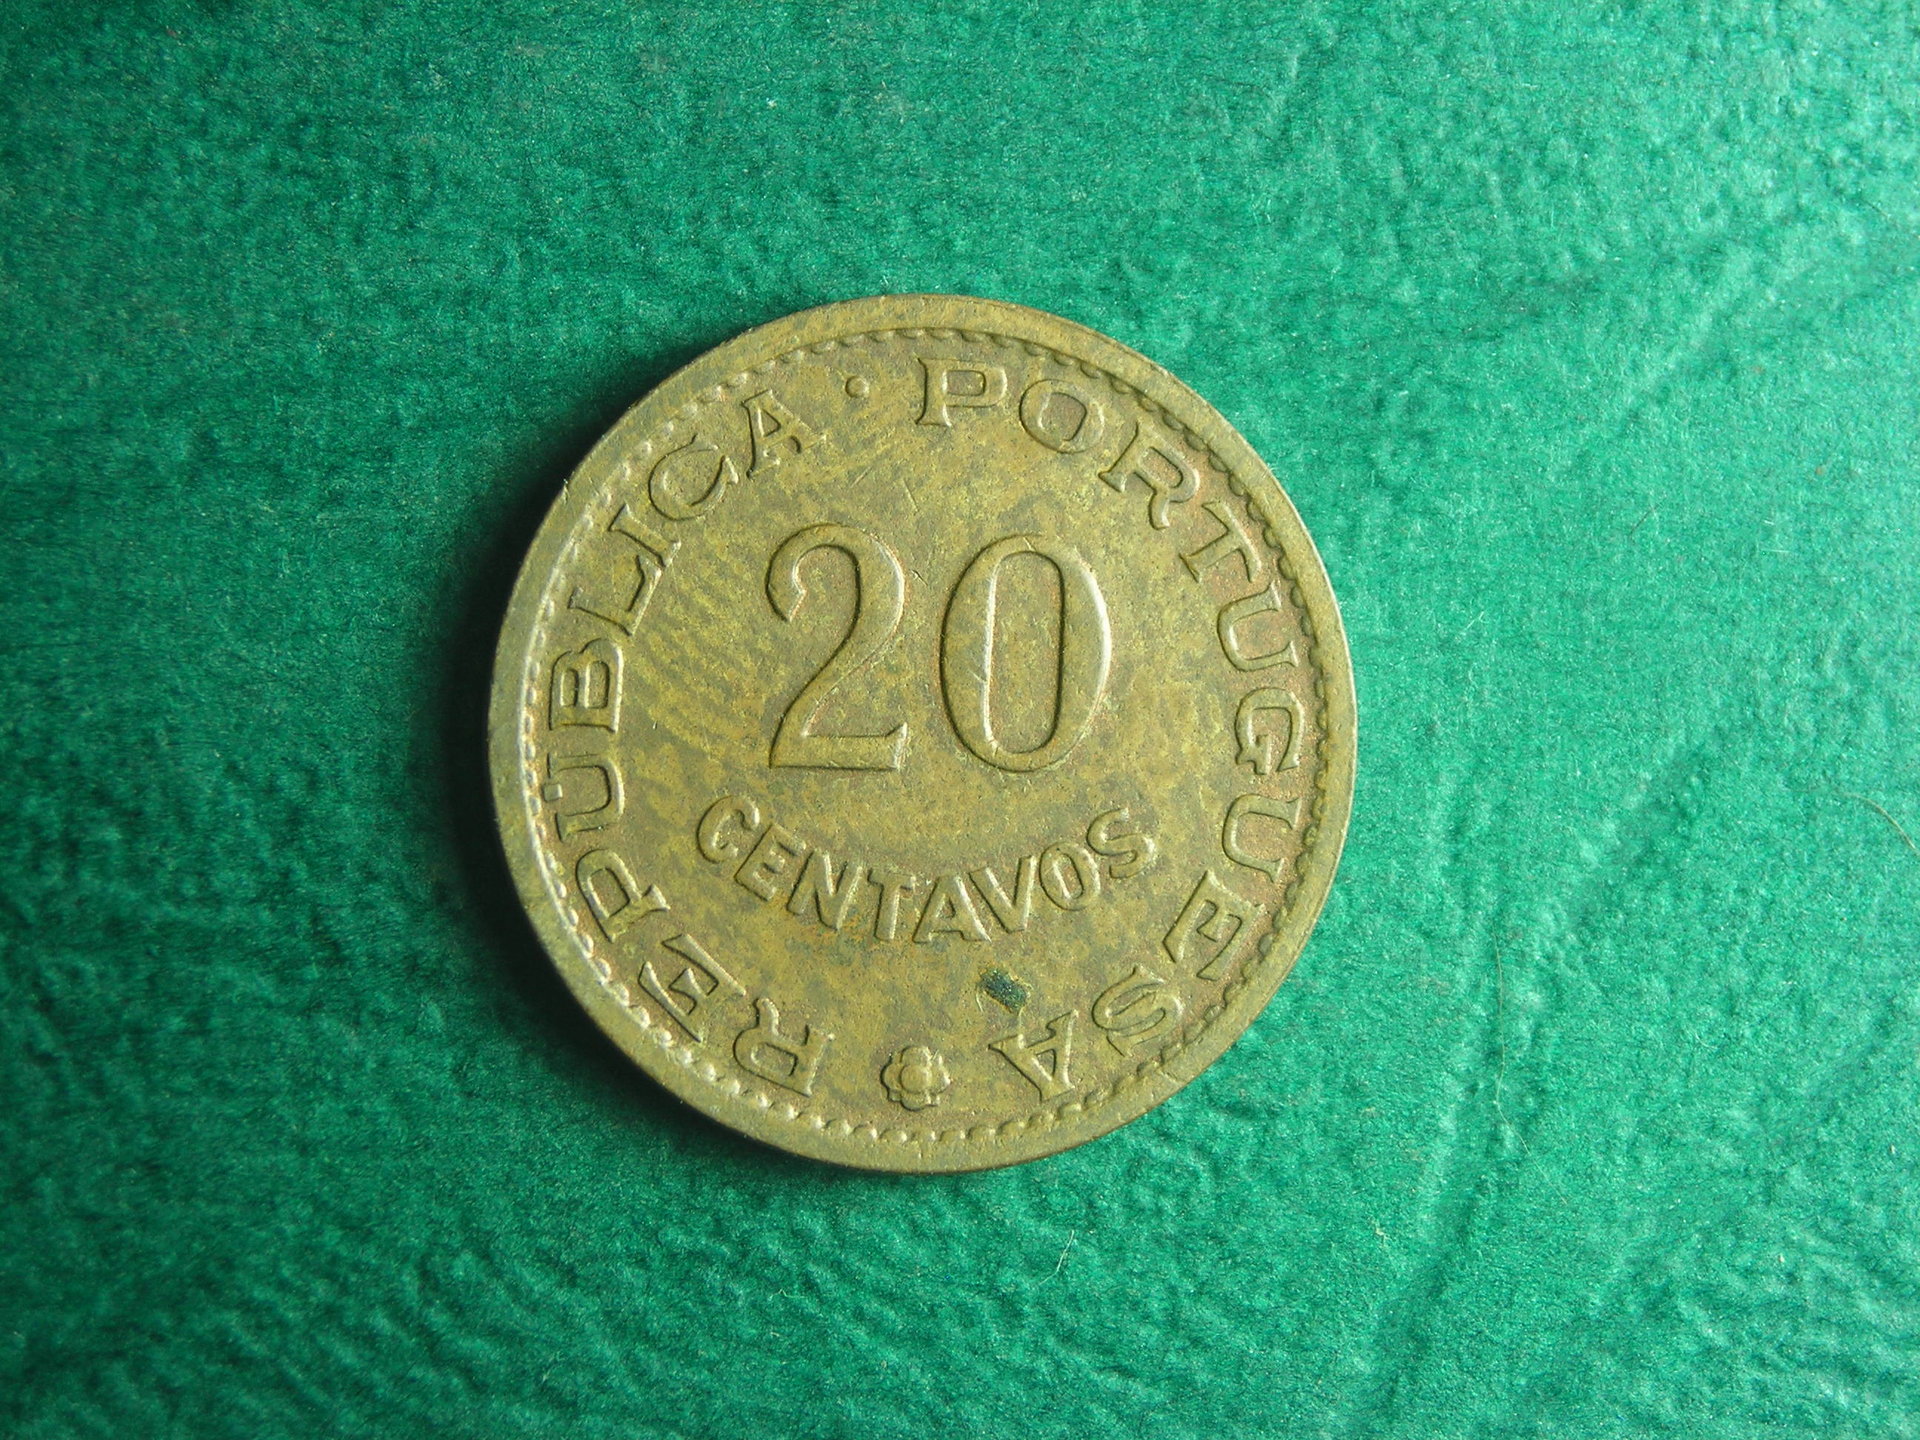 REPÚBLICA · PORTUGUESA
20
CENTAVOS